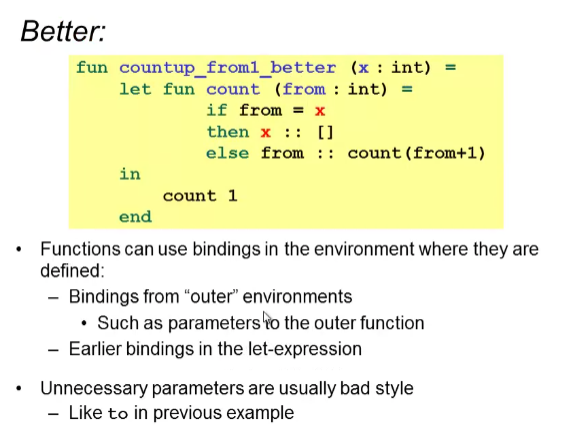 Better:
fun countup_from1_better (x : int) =
let fun count (from : int) =
if from = x
then x :: []
else from :: count(from+1)
in
count 1
end
• Functions can use bindings in the environment where they are
defined:
– Bindings from “outer” environments
• Such as parameters to the outer function
– Earlier bindings in the let-expression
• Unnecessary parameters are usually bad style
– Like to in previous example